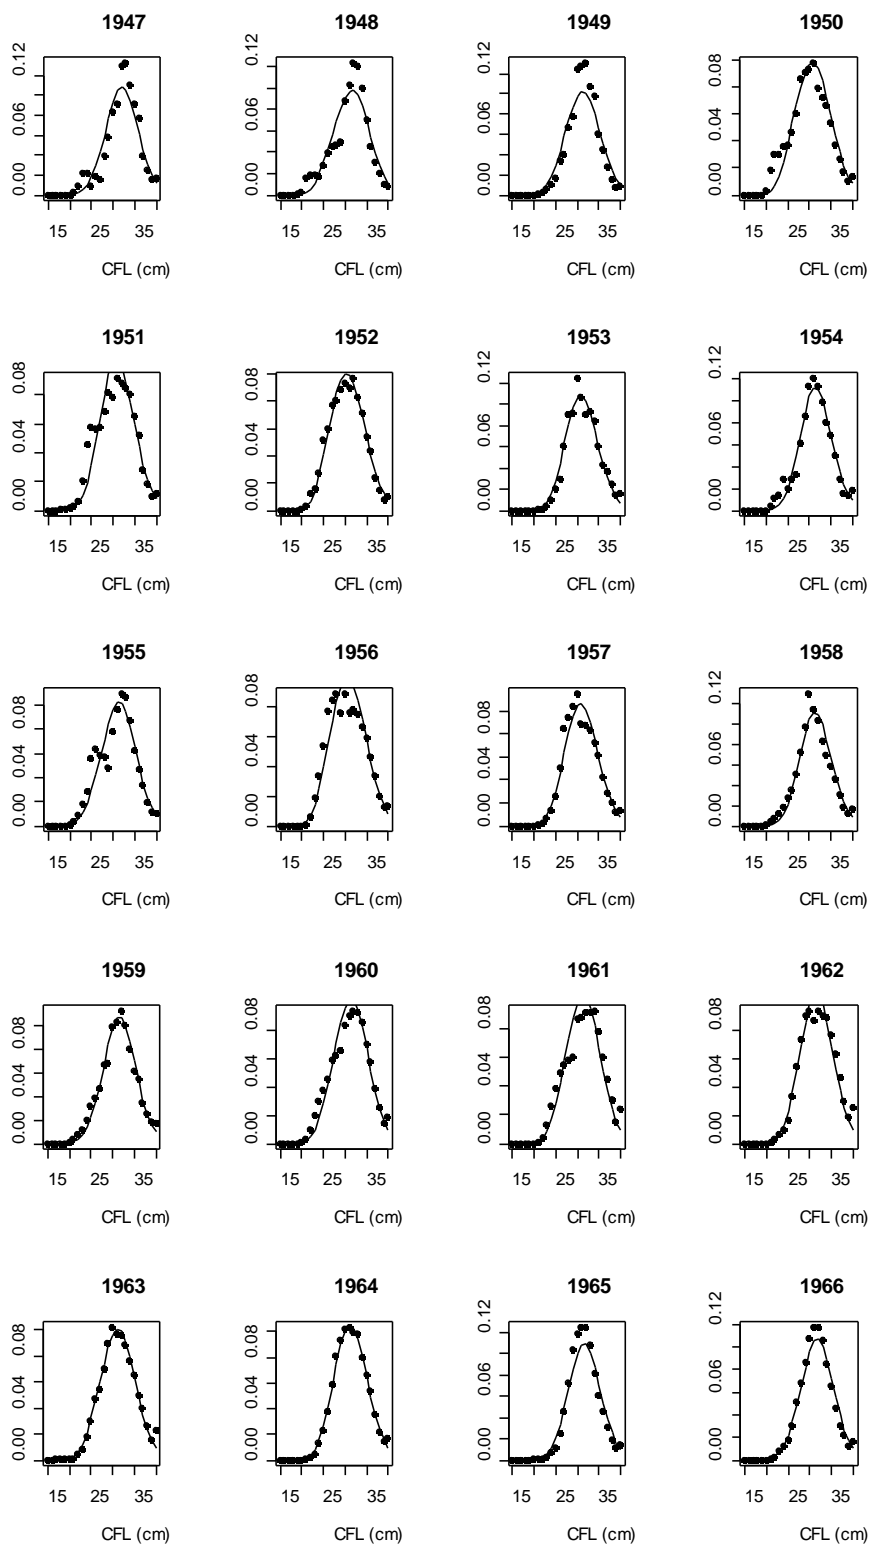 1947
0.00 0.06 0.12
15 25 35
CFL (cm)
1948
0.00 0.06 0.12
15 25 35
CFL (cm)
1949
0.00 0.06 0.12
15 25 35
CFL (cm)
1950
0.00 0.04 0.08
15 25 35
CFL (cm)
1951
0.00 0.04 0.08
15 25 35
CFL (cm)
1952
0.00 0.04 0.08
15 25 35
CFL (cm)
1953
0.00 0.06 0.12
15 25 35
CFL (cm)
1954
0.00 0.06 0.12
15 25 35
CFL (cm)
1955
0.00 0.04 0.08
15 25 35
CFL (cm)
1956
0.00 0.04 0.08
15 25 35
CFL (cm)
1957
0.00 0.04 0.08
15 25 35
CFL (cm)
1958
0.00 0.06 0.12
15 25 35
CFL (cm)
1959
0.00 0.04 0.08
15 25 35
CFL (cm)
1960
0.00 0.04 0.08
15 25 35
CFL (cm)
1961
0.00 0.04 0.08
15 25 35
CFL (cm)
1962
0.00 0.04 0.08
15 25 35
CFL (cm)
1963
0.00 0.04 0.08
15 25 35
CFL (cm)
1964
0.00 0.04 0.08
15 25 35
CFL (cm)
1965
0.00 0.06 0.12
15 25 35
CFL (cm)
1966
0.00 0.06 0.12
15 25 35
CFL (cm)